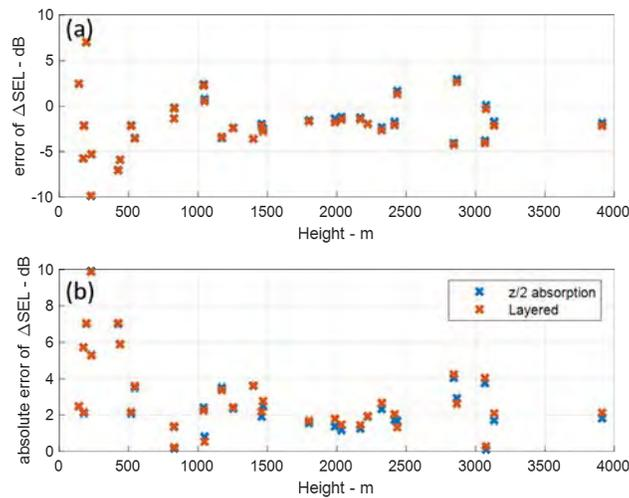 (a)
error of △SEL - dB
10
5
0
-5
-10
0 500 1000 1500 2000 2500 3000 3500 4000
Height - m
(b)
absolute error of △SEL - dB
10
8
6
4
2
0
z/2 absorption
Layered
0 500 1000 1500 2000 2500 3000 3500 4000
Height - m